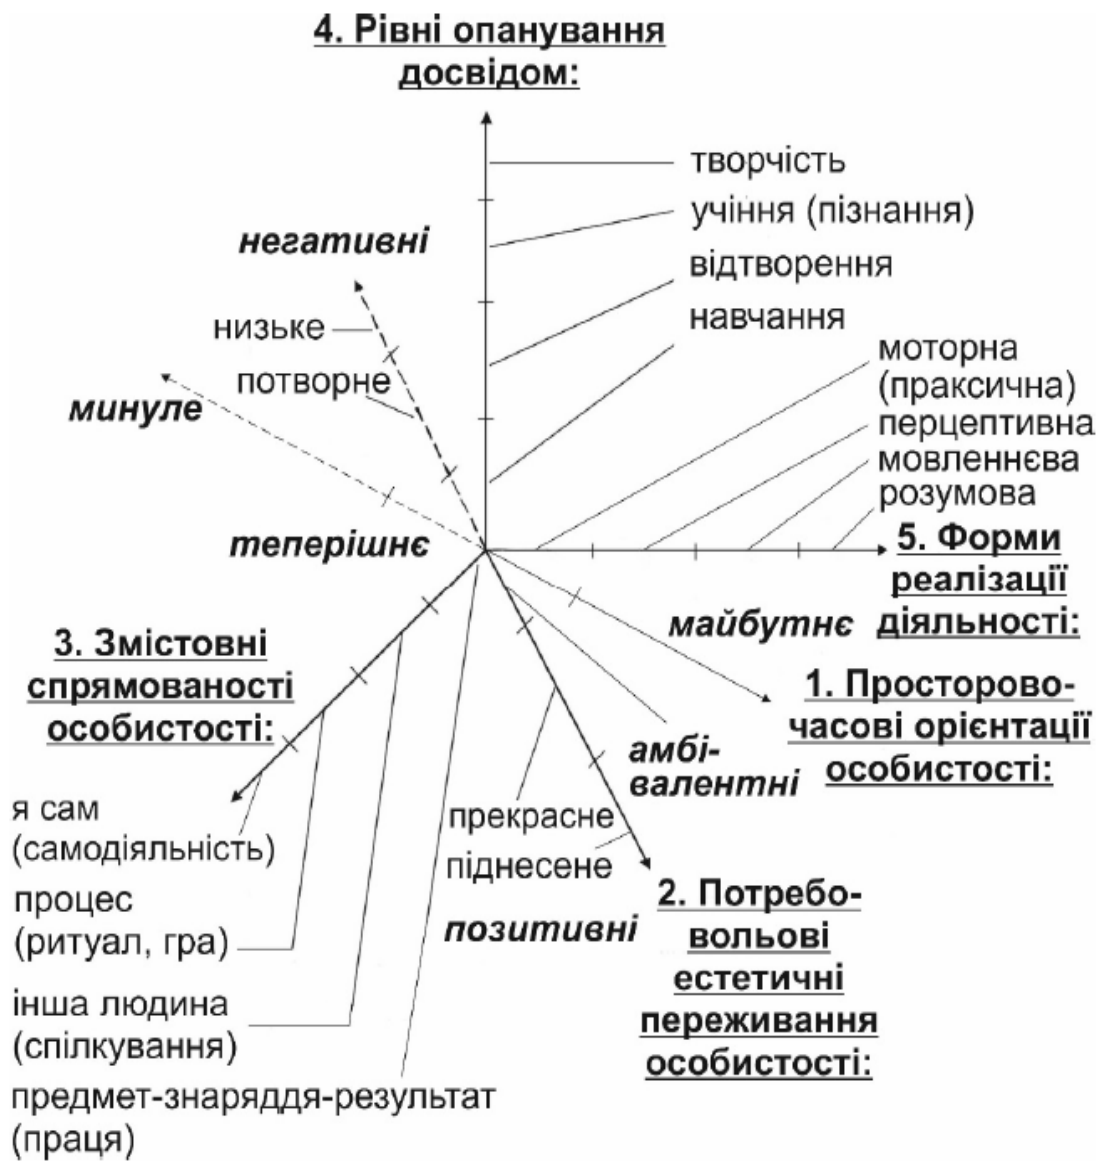 4. Рівні опанування
досвідом:
творчість
учіння (пізнання)
негативні
відтворення
навчання
низьке
потворне
минуле
моторна
(праксична)
перцептивна
мовленнєва
розумова
теперішнє
5. Форми
реалізації
діяльності:
майбутнє
3. Змістовні
спрямованості
особистості:
1. Просторово-
часові орієнтації
особистості:
амбі-
валентні
я сам
(самодіяльність)
прекрасне
піднесене
позитивні
2. Потребо-
вольові
естетичні
переживання
особистості:
процес
(ритуал, гра)
інша людина
(спілкування)
предмет-знаряддя-результат
(праця)